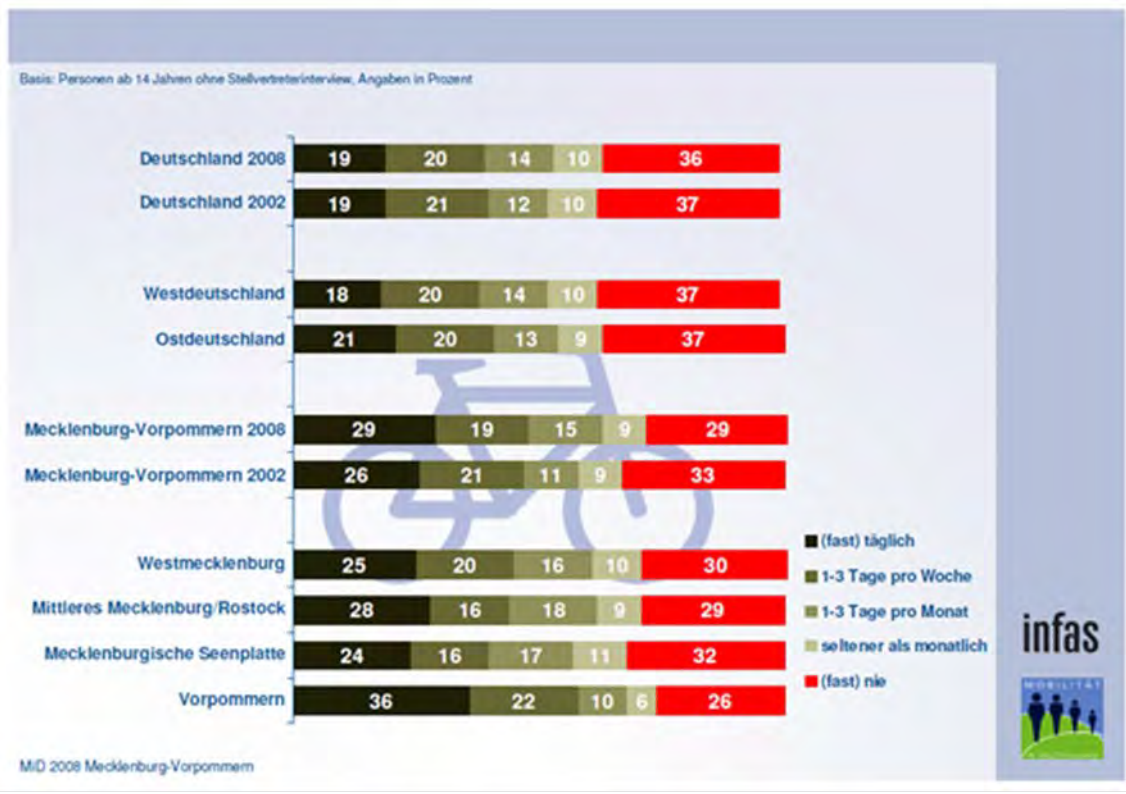 Basis: Personen ab 14 Jahren ohne Stellvertreterinterview, Angaben in Prozent
Deutschland 2008 19 20 14 10 36
Deutschland 2002 19 21 12 10 37
Westdeutschland 18 20 14 10 37
Ostdeutschland 21 20 13 9 37
Mecklenburg-Vorpommern 2008 29 19 15 9 29
Mecklenburg-Vorpommern 2002 26 21 11 9 33
Westmecklenburg 25 20 16 10 30
Mittleres Mecklenburg/Rostock 28 16 18 9 29
Mecklenburgische Seenplatte 24 16 17 11 32
Vorpommern 36 22 10 6 26
(fast) täglich
1-3 Tage pro Woche
1-3 Tage pro Monat
seltener als monatlich
(fast) nie
infas
MOBILITÄT
MiD 2008 Mecklenburg-Vorpommern